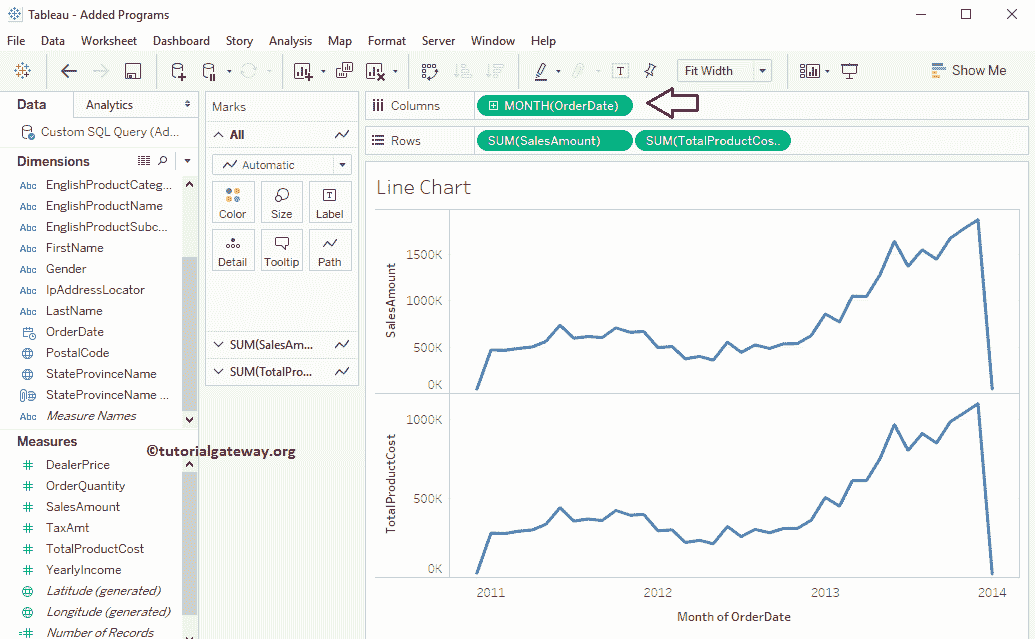 Tableau - Added Programs
File Data Worksheet Dashboard Story Analysis Map Format Server Window Help
Fit Width
Show Me
Data
Analytics
Custom SQL Query (Ad...
Dimensions
Abc EnglishProductCateg...
Abc EnglishProductName
Abc EnglishProductSubc...
Abc FirstName
Abc Gender
Abc IpAddressLocator
Abc LastName
OrderDate
PostalCode
StateProvinceName
StateProvinceName ...
Abc Measure Names
Measures
DealerPrice
OrderQuantity
SalesAmount
TaxAmt
TotalProductCost
YearlyIncome
Latitude (generated)
Longitude (generated)
Number of Records
©tutorialgateway.org
Marks
All
Automatic
Color Size Label
Detail Tooltip Path
SUM(SalesAm...
SUM(TotalPro...
Columns MONTH(OrderDate)
Rows SUM(SalesAmount) SUM(TotalProductCos..
Line Chart
SalesAmount
1500K
1000K
500K
0K
TotalProductCost
1000K
500K
0K
2011 2012 2013 2014
Month of OrderDate